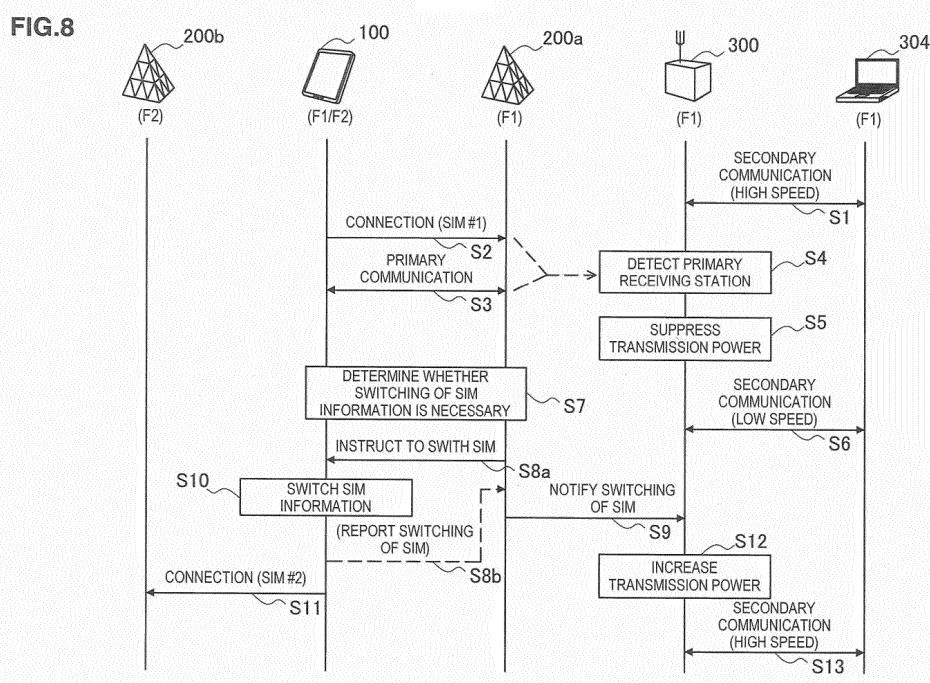 FIG.8
200b
100
200a
300
304
(F2)
(F1/F2)
(F1)
(F1)
(F1)
SECONDARY
COMMUNICATION
(HIGH SPEED)
S1
CONNECTION (SIM #1)
S2
PRIMARY
COMMUNICATION
S3
DETECT PRIMARY
RECEIVING STATION
S4
SUPPRESS
TRANSMISSION POWER
S5
DETERMINE WHETHER
SWITCHING OF SIM
INFORMATION IS NECESSARY
S7
SECONDARY
COMMUNICATION
(LOW SPEED)
S6
INSTRUCT TO SWITH SIM
S8a
S10
SWITCH SIM
INFORMATION
NOTIFY SWITCHING
OF SIM
S9
(REPORT SWITCHING
OF SIM)
S8b
S12
INCREASE
TRANSMISSION POWER
CONNECTION (SIM #2)
S11
SECONDARY
COMMUNICATION
(HIGH SPEED)
S13